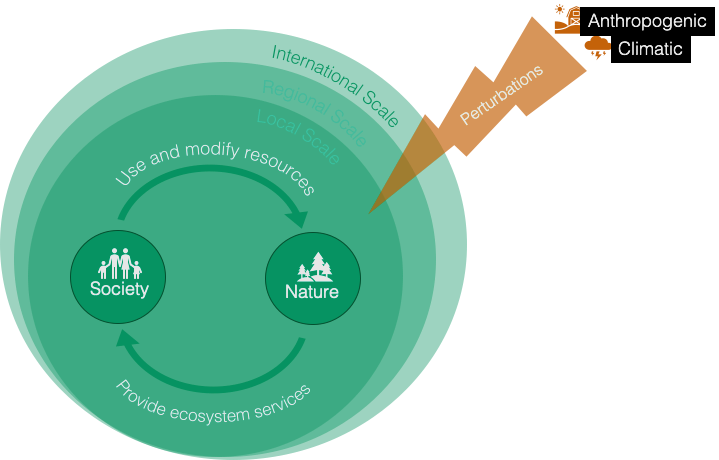 Anthropogenic
Climatic
Perturbations
International Scale
Regional Scale
Local Scale
Use and modify resources
Society
Nature
Provide ecosystem services